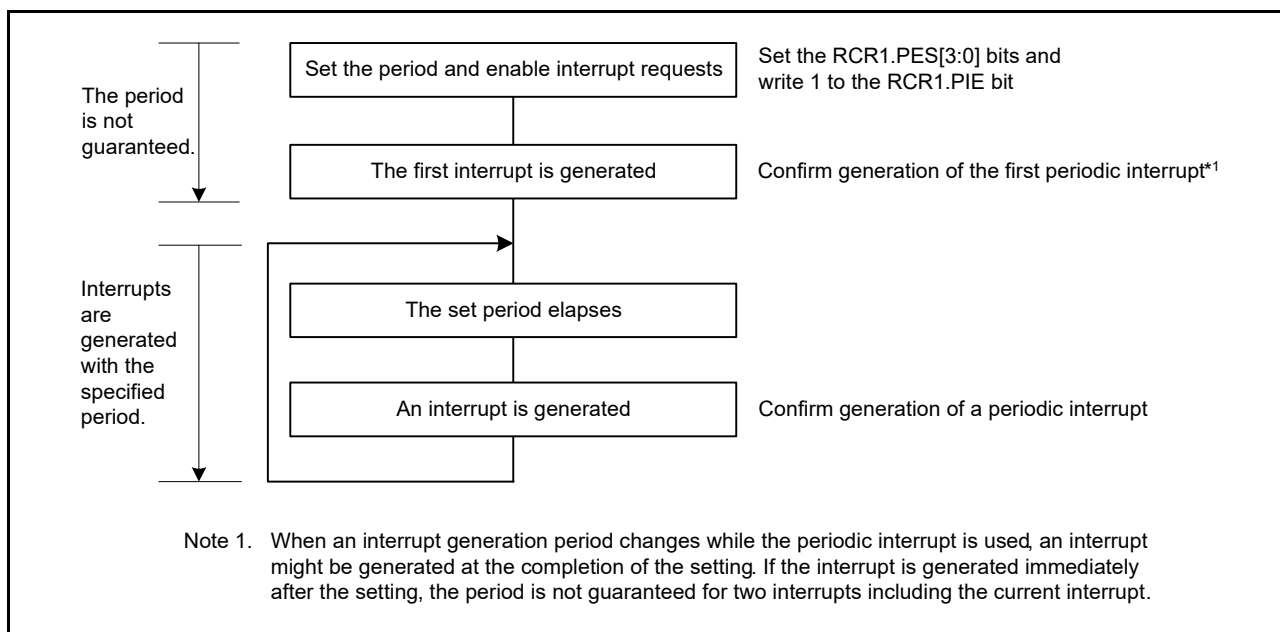 Set the period and enable interrupt requests
Set the RCR1.PES[3:0] bits and
write 1 to the RCR1.PIE bit
The period
is not
guaranteed.
The first interrupt is generated
Confirm generation of the first periodic interrupt*1
Interrupts
are
generated
with the
specified
period.
The set period elapses
An interrupt is generated
Confirm generation of a periodic interrupt
Note 1. When an interrupt generation period changes while the periodic interrupt is used, an interrupt
might be generated at the completion of the setting. If the interrupt is generated immediately
after the setting, the period is not guaranteed for two interrupts including the current interrupt.